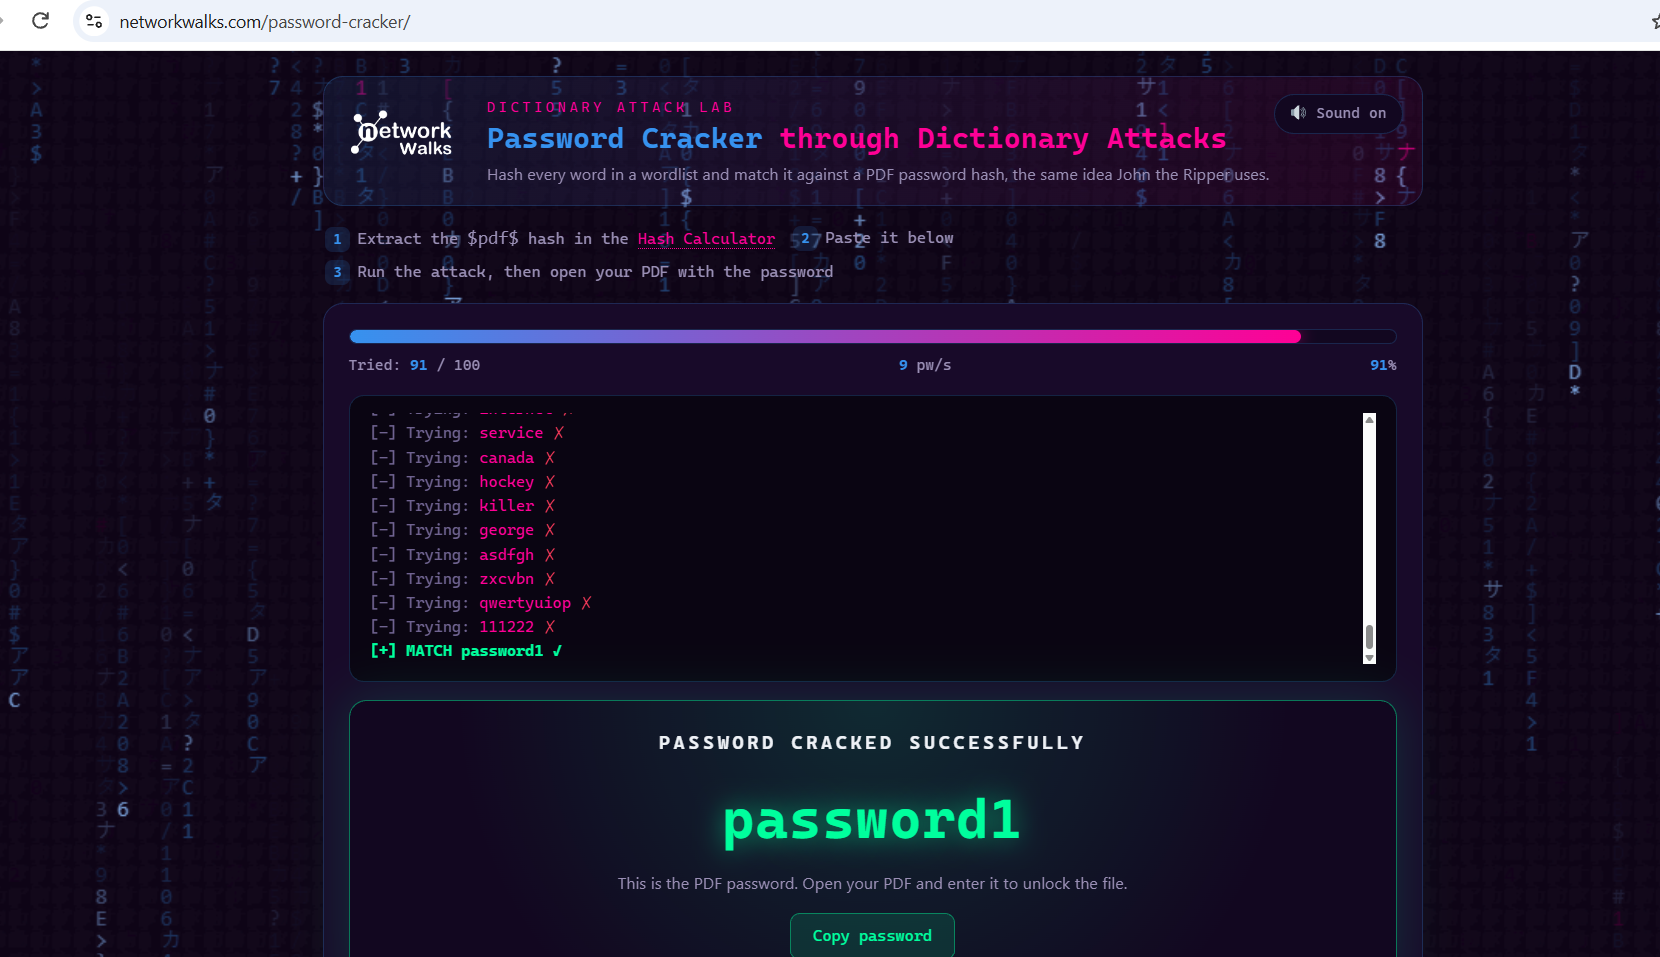 networkwalks.com/password-cracker/
DICTIONARY ATTACK LAB
network
Walks
Password Cracker through Dictionary Attacks
Sound on
Hash every word in a wordlist and match it against a PDF password hash, the same idea John the Ripper uses.
1 Extract the $pdf$ hash in the Hash Calculator 2 Paste it below
3 Run the attack, then open your PDF with the password
Tried: 91 / 100 9 pw/s 91%
[-] Trying: service ✗
[-] Trying: canada ✗
[-] Trying: hockey ✗
[-] Trying: killer ✗
[-] Trying: george ✗
[-] Trying: asdfgh ✗
[-] Trying: zxcvbn ✗
[-] Trying: qwertyuiop ✗
[-] Trying: 111222 ✗
[+] MATCH password1 ✓
PASSWORD CRACKED SUCCESSFULLY
password1
This is the PDF password. Open your PDF and enter it to unlock the file.
Copy password